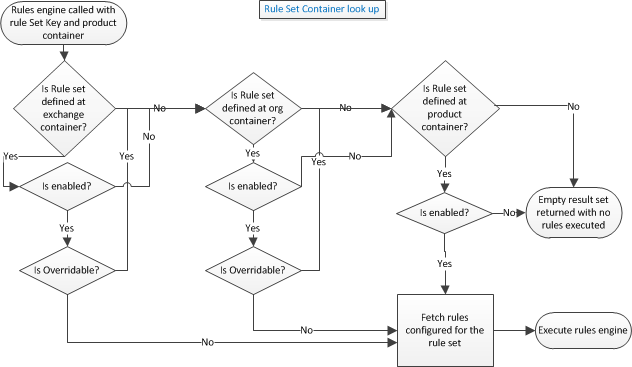 Rules engine called with
rule Set Key and product
container
Rule Set Container look up
Is Rule set
defined at
exchange
container?
No
Is Rule set
defined at org
container?
No
Is Rule set
defined at
product
container?
No
Yes
Yes
No
Yes
Yes
No
Yes
Is enabled?
Is enabled?
Is enabled?
No
Empty result set
returned with no
rules executed
Yes
Yes
Yes
Is Overridable?
Is Overridable?
No
No
Fetch rules
configured for the
rule set
Execute rules engine